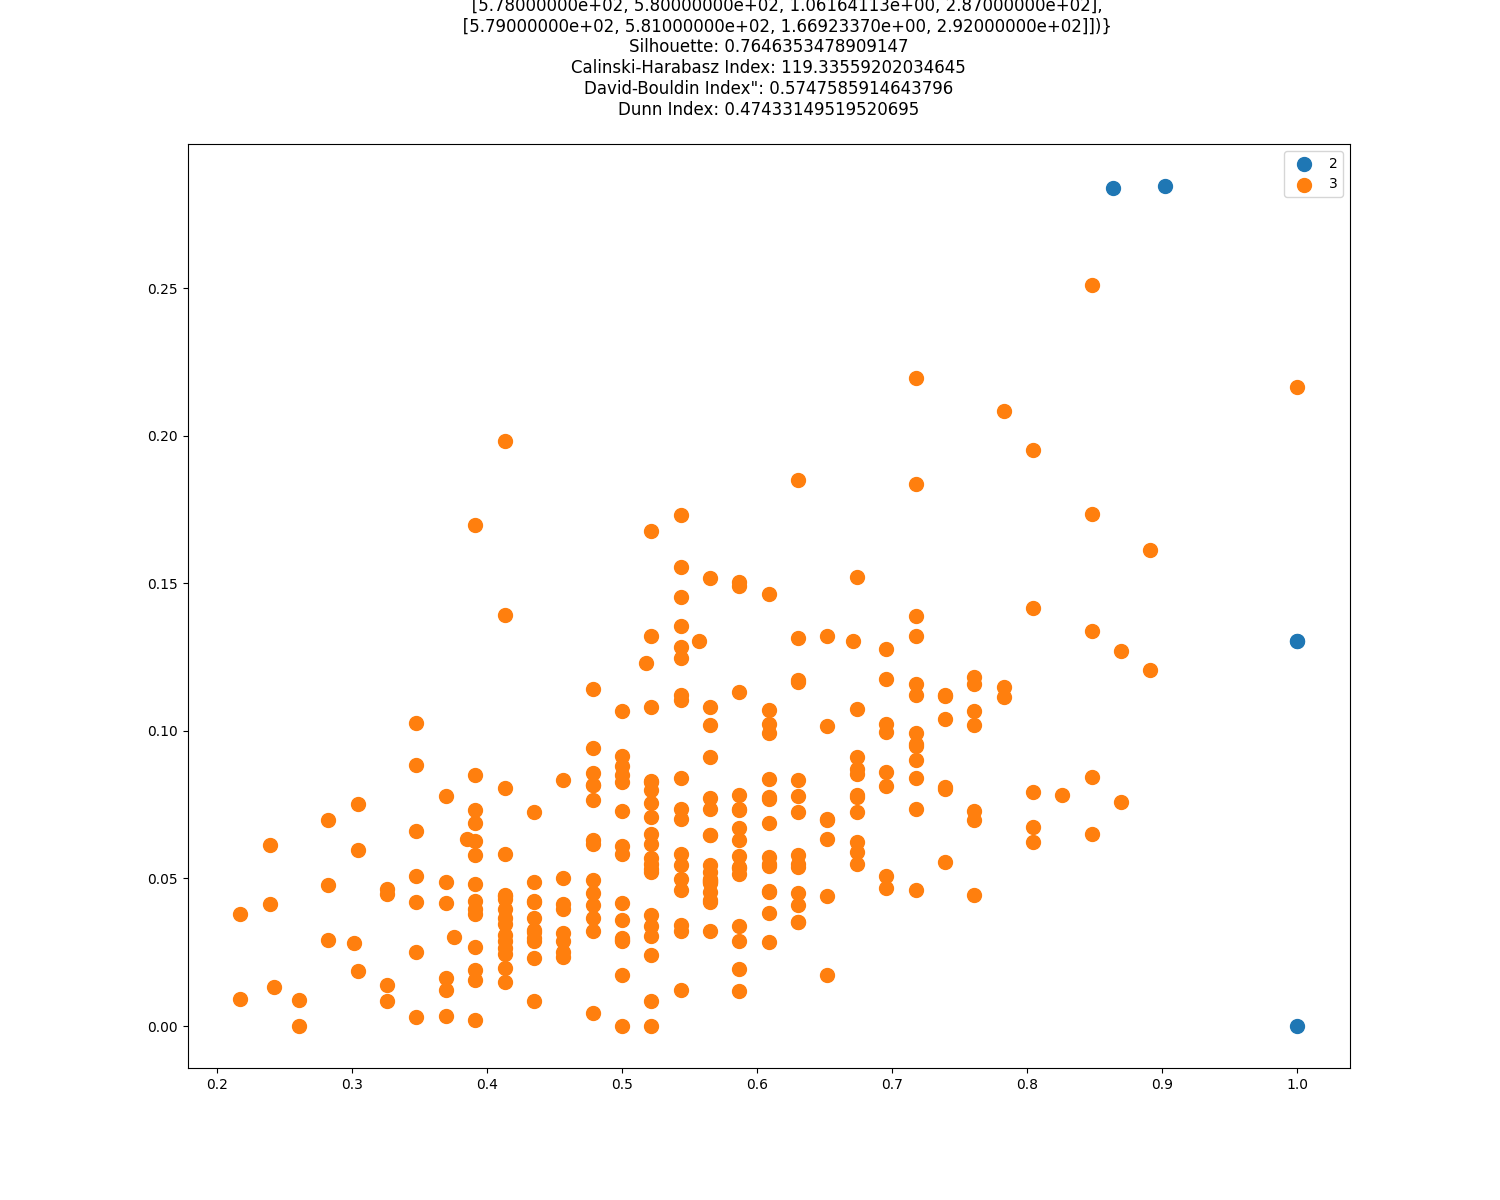 [5.78000000e+02, 5.80000000e+02, 1.06164113e+00, 2.87000000e+02],
[5.79000000e+02, 5.81000000e+02, 1.66923370e+00, 2.92000000e+02]])}
Silhouette: 0.7646353478909147
Calinski-Harabasz Index: 119.33559202034645
David-Bouldin Index": 0.5747585914643796
Dunn Index: 0.47433149519520695
2
3
0.25
0.20
0.15
0.10
0.05
0.00
0.2 0.3 0.4 0.5 0.6 0.7 0.8 0.9 1.0